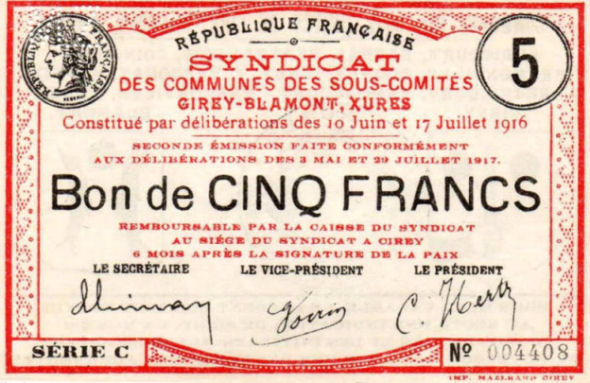 RÉPUBLIQUE FRANÇAISE
RÉPUBLIQUE FRANÇAISE
5
SYNDICAT
DES COMMUNES DES SOUS-COMITÉS
GIREY-BLAMONT, XURES
Constitué par délibérations des 10 Juin et 17 Juillet 1916
SECONDE ÉMISSION FAITE CONFORMÉMENT
AUX DÉLIBÉRATIONS DES 3 MAI ET 29 JUILLET 1917.
Bon de CINQ FRANCS
REMBOURSABLE PAR LA CAISSE DU SYNDICAT
AU SIÉGE DU SYNDICAT A CIREY
6 MOIS APRÈS LA SIGNATURE DE LA PAIX
LE SECRÉTAIRE LE VICE-PRÉSIDENT LE PRÉSIDENT
C. Hertz
SÉRIE C Nº 004408
IMP. MAZERAND CIREY